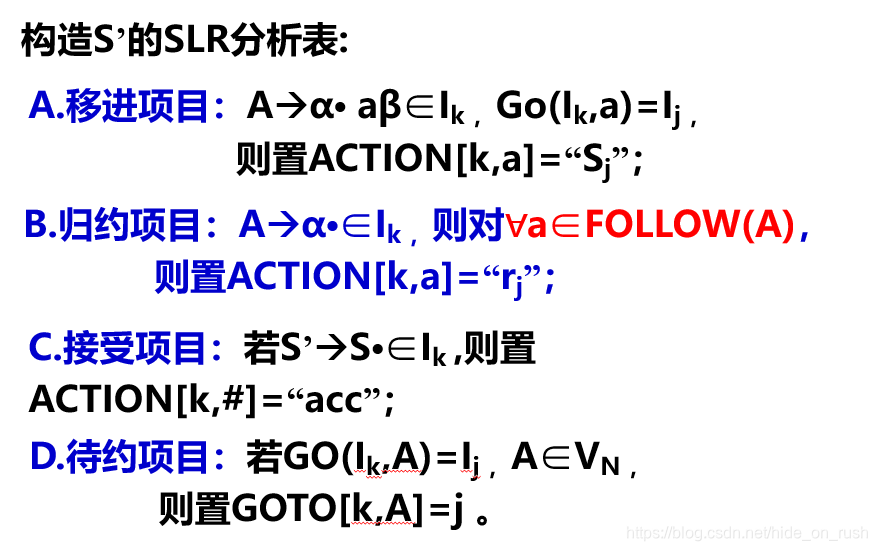 构造S’的SLR分析表:
A.移进项目：A→α• aβ∈Ik，Go(Ik,a)=Ij，
则置ACTION[k,a]=“Sj”；
B.归约项目：A→α•∈Ik，则对∀a∈FOLLOW(A)，
则置ACTION[k,a]=“rj”；
C.接受项目：若S’→S•∈Ik ,则置
ACTION[k,#]=“acc”；
D.待约项目：若GO(Ik,A)=Ij，A∈VN，
则置GOTO[k,A]=j 。
https://blog.csdn.net/hide_on_rush